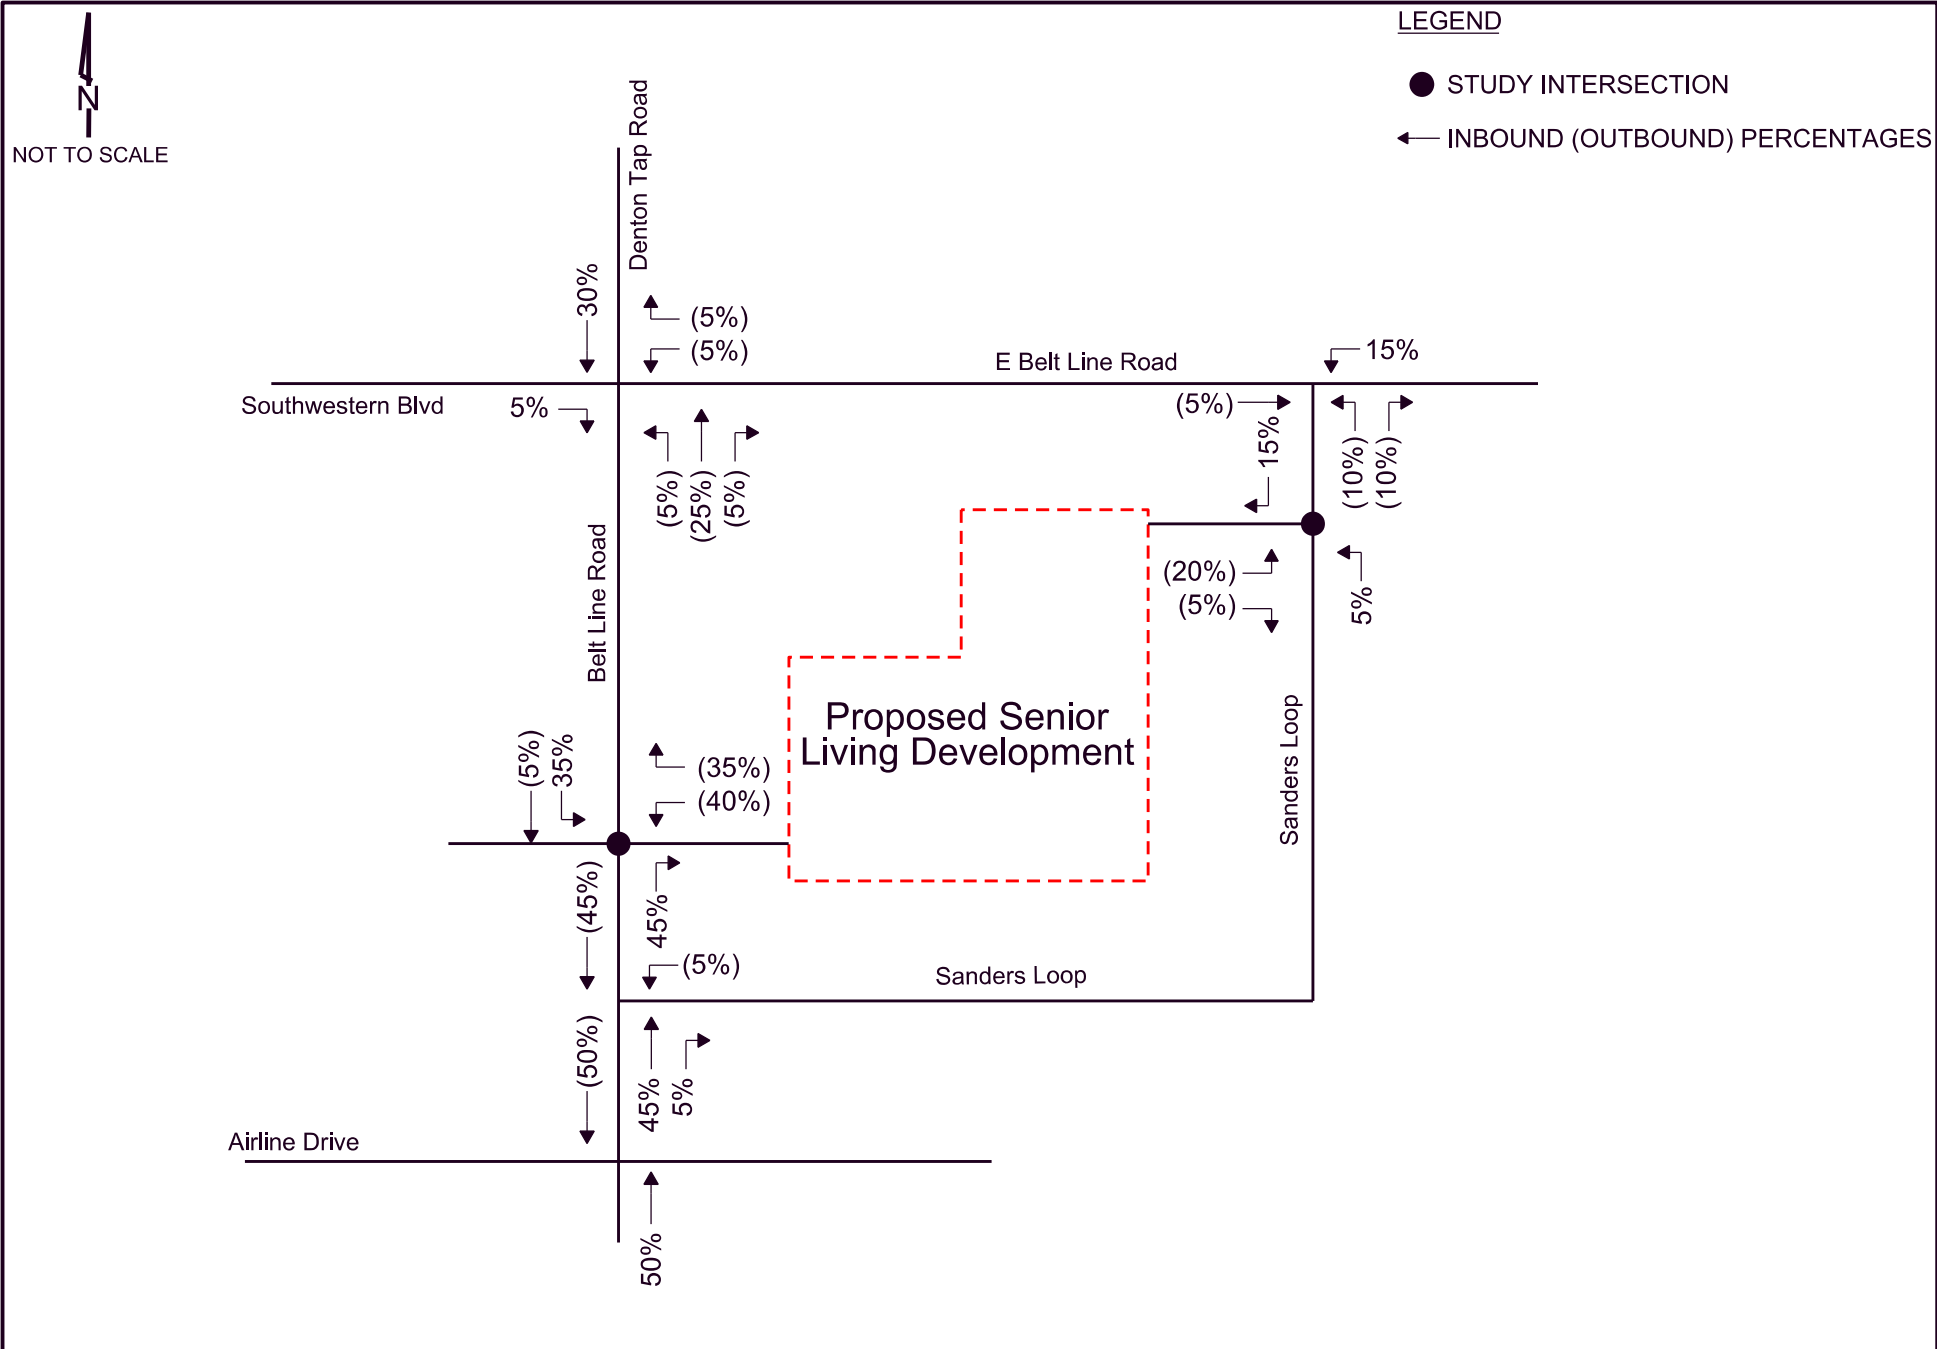 LEGEND
STUDY INTERSECTION
INBOUND (OUTBOUND) PERCENTAGES
N
NOT TO SCALE
Denton Tap Road
30%
(5%)
(5%)
E Belt Line Road
15%
Southwestern Blvd
5%
(5%)
(25%)
(5%)
(5%)
15%
(10%)
(10%)
Belt Line Road
(20%)
(5%)
5%
Proposed Senior
Living Development
Sanders Loop
(5%)
35%
(35%)
(40%)
(45%)
45%
(5%)
Sanders Loop
(50%)
45%
5%
Airline Drive
50%